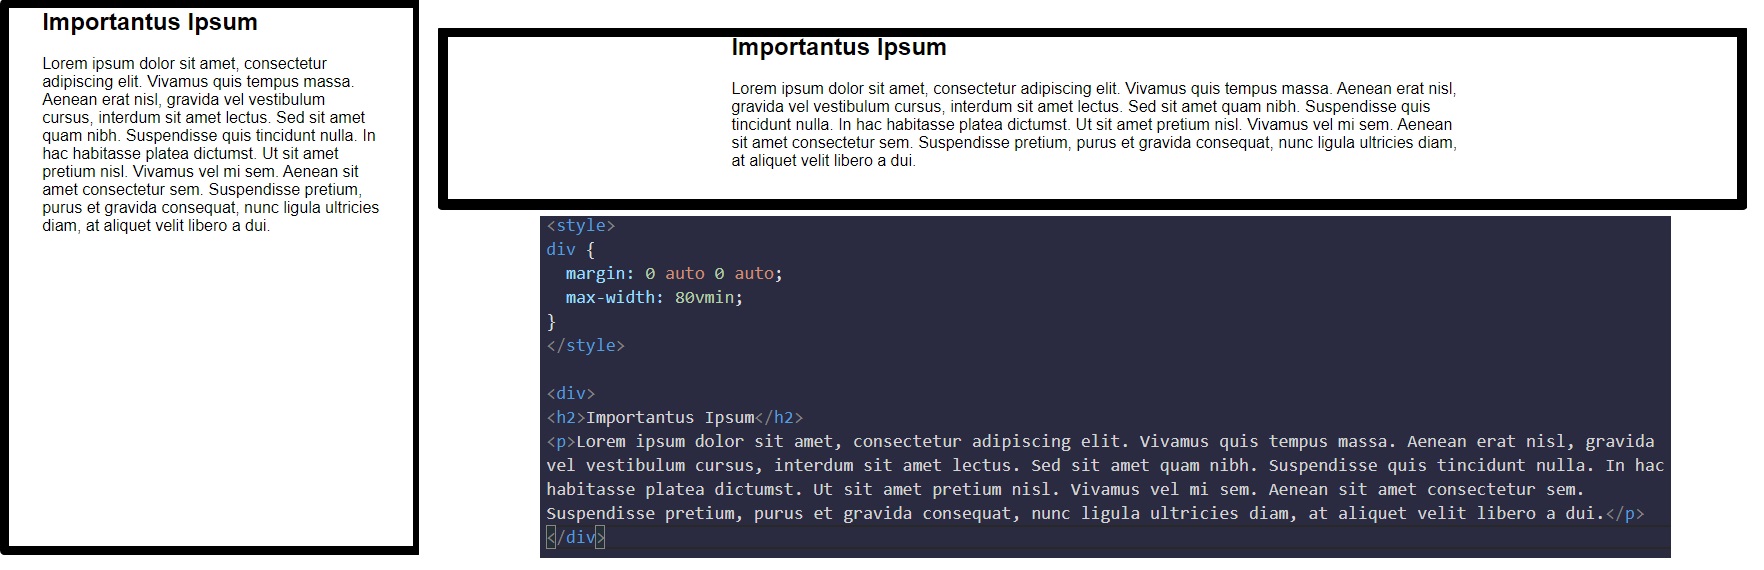 Importantus Ipsum
Lorem ipsum dolor sit amet, consectetur
adipiscing elit. Vivamus quis tempus massa.
Aenean erat nisl, gravida vel vestibulum
cursus, interdum sit amet lectus. Sed sit amet
quam nibh. Suspendisse quis tincidunt nulla. In
hac habitasse platea dictumst. Ut sit amet
pretium nisl. Vivamus vel mi sem. Aenean sit
amet consectetur sem. Suspendisse pretium,
purus et gravida consequat, nunc ligula ultricies
diam, at aliquet velit libero a dui.
Importantus Ipsum
Lorem ipsum dolor sit amet, consectetur adipiscing elit. Vivamus quis tempus massa. Aenean erat nisl,
gravida vel vestibulum cursus, interdum sit amet lectus. Sed sit amet quam nibh. Suspendisse quis
tincidunt nulla. In hac habitasse platea dictumst. Ut sit amet pretium nisl. Vivamus vel mi sem. Aenean
sit amet consectetur sem. Suspendisse pretium, purus et gravida consequat, nunc ligula ultricies diam,
at aliquet velit libero a dui.
<style>
div {
  margin: 0 auto 0 auto;
  max-width: 80vmin;
}
</style>

<div>
<h2>Importantus Ipsum</h2>
<p>Lorem ipsum dolor sit amet, consectetur adipiscing elit. Vivamus quis tempus massa. Aenean erat nisl, gravida
vel vestibulum cursus, interdum sit amet lectus. Sed sit amet quam nibh. Suspendisse quis tincidunt nulla. In hac
habitasse platea dictumst. Ut sit amet pretium nisl. Vivamus vel mi sem. Aenean sit amet consectetur sem.
Suspendisse pretium, purus et gravida consequat, nunc ligula ultricies diam, at aliquet velit libero a dui.</p>
</div>